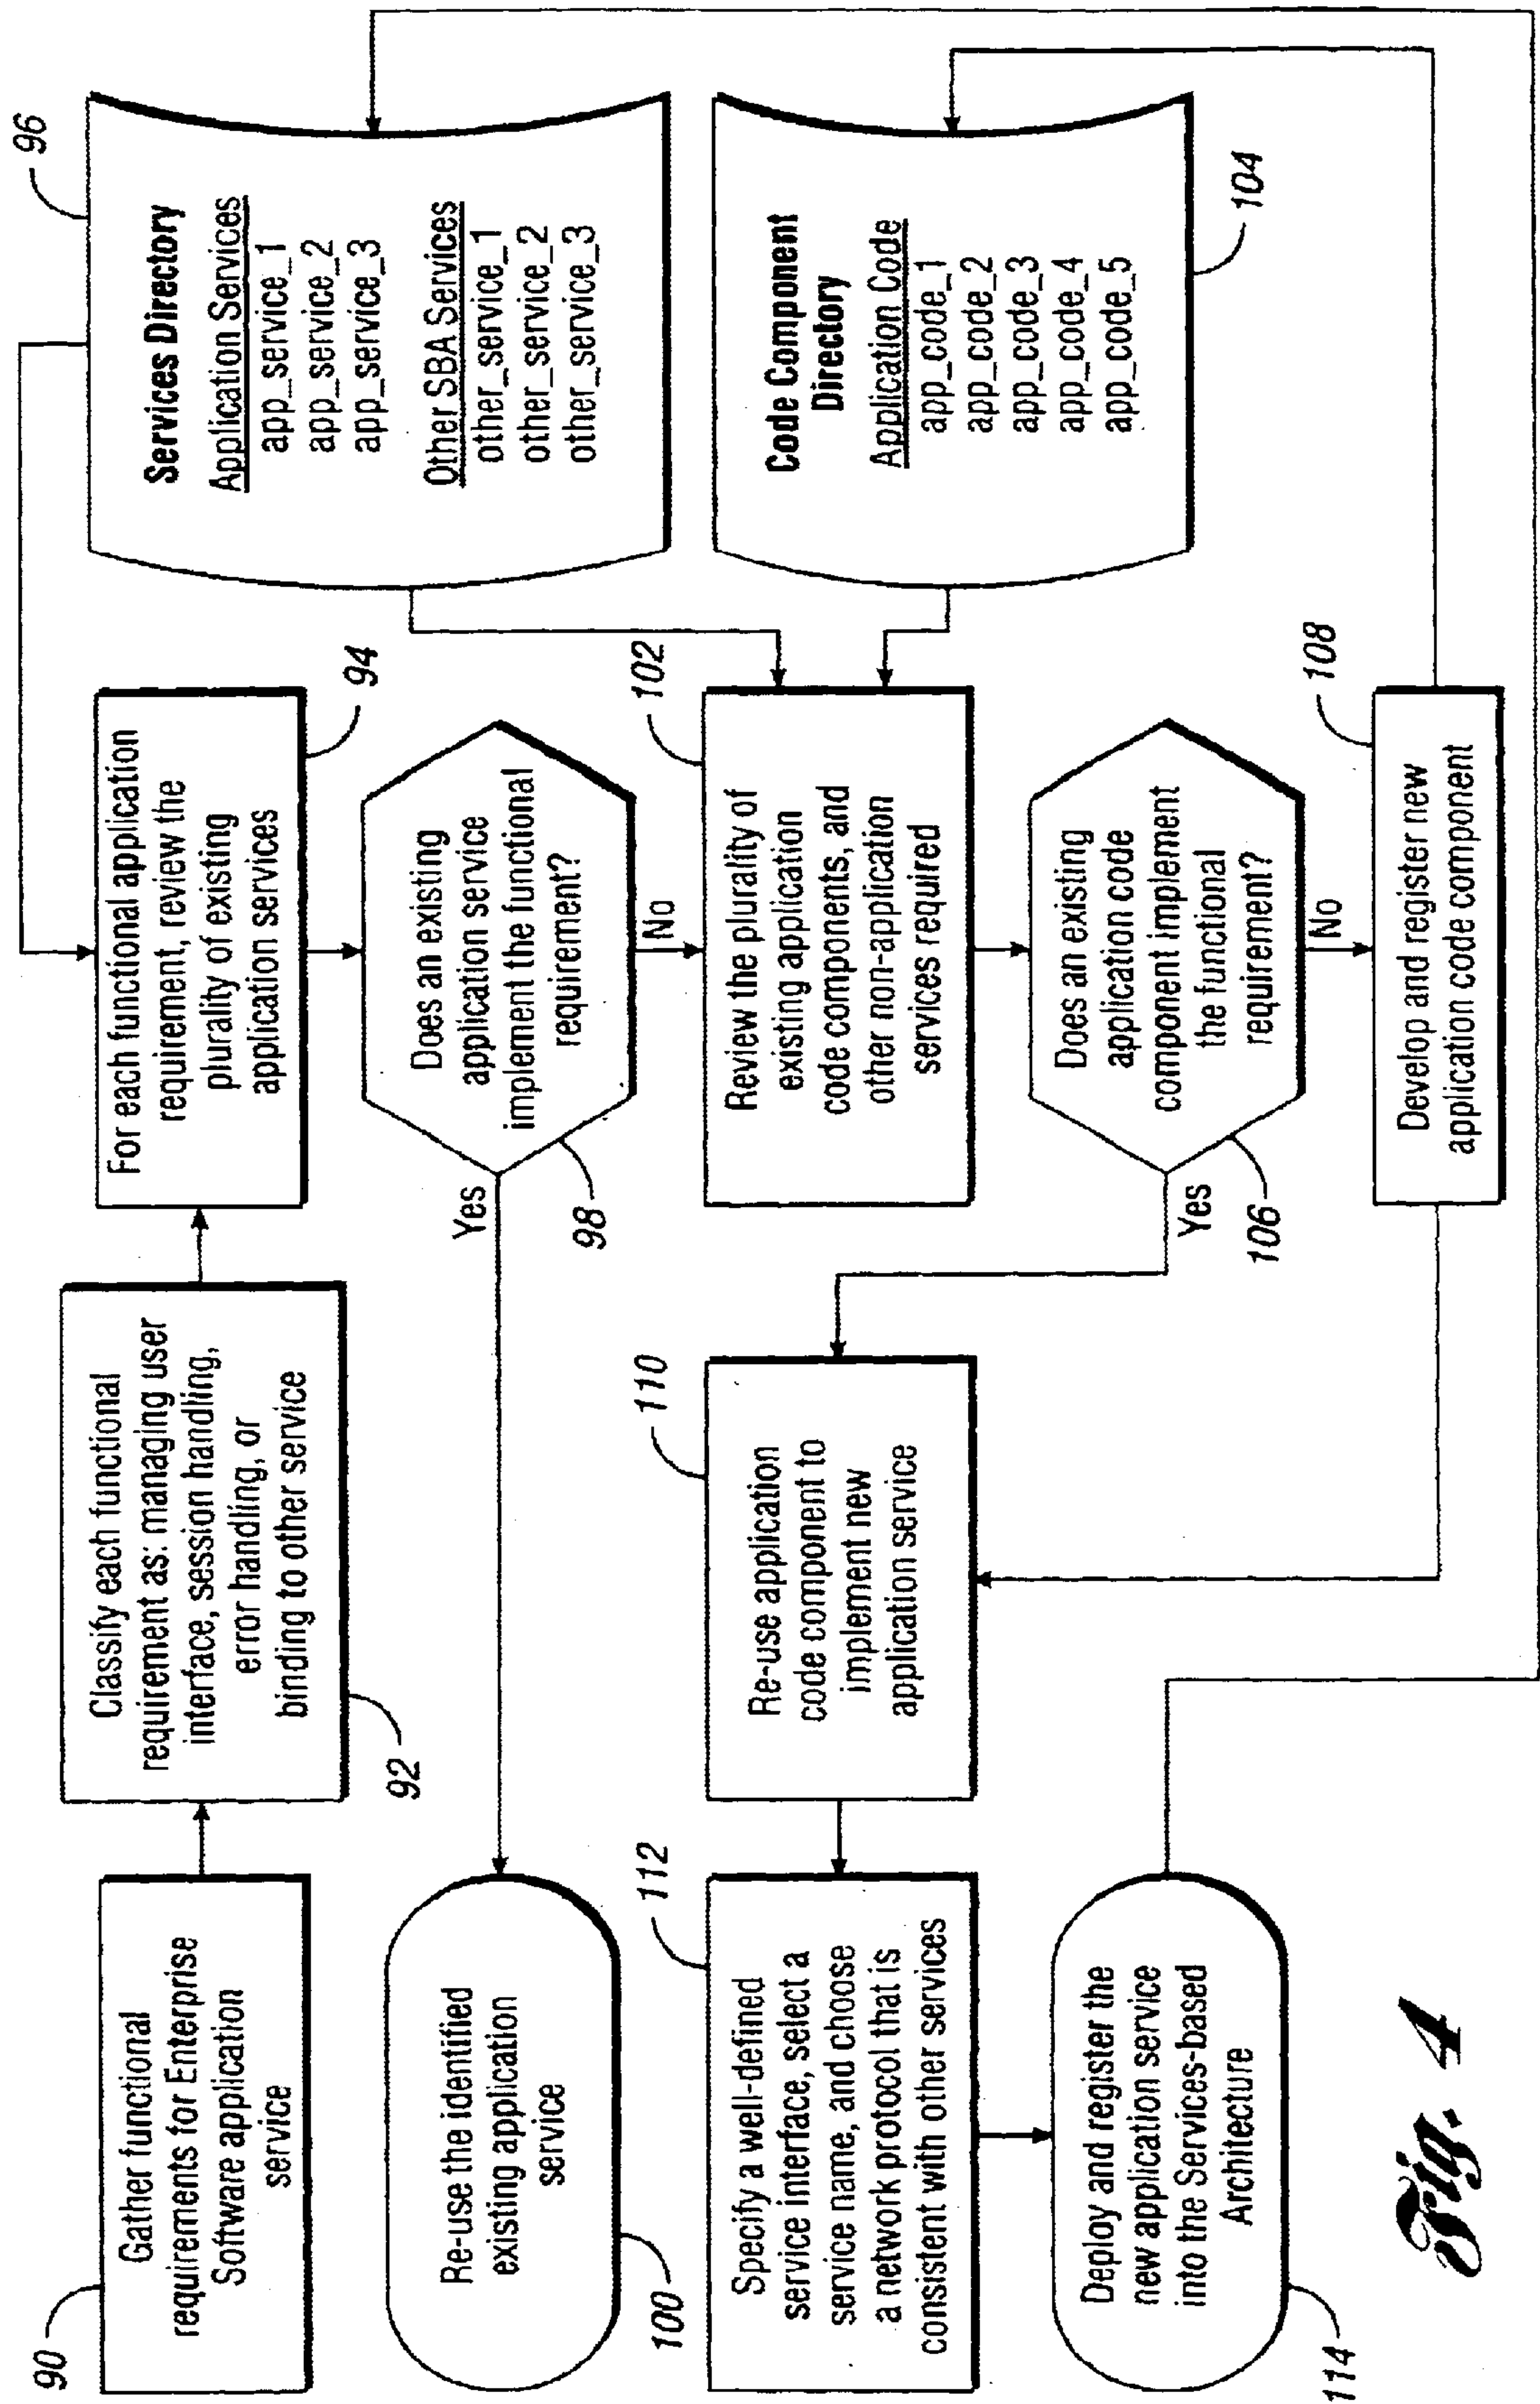 90
Gather functional
requirements for Enterprise
Software application
service
Classify each functional
requirement as: managing user
interface, session handling,
error handling, or
binding to other service
92
For each functional application
requirement, review the
plurality of existing
application services
94
96
Services Directory
Application Services
app_service_1
app_service_2
app_service_3
Other SBA Services
other_service_1
other_service_2
other_service_3
Does an existing
application service
implement the functional
requirement?
98
Yes
No
Re-use the identified
existing application
service
100
102
Review the plurality of
existing application
code components, and
other non-application
services required
Code Component
Directory
Application Code
app_code_1
app_code_2
app_code_3
app_code_4
app_code_5
104
Does an existing
application code
component implement
the functional
requirement?
106
Yes
No
108
Develop and register new
application code component
110
Re-use application
code component to
implement new
application service
112
Specify a well-defined
service interface, select a
service name, and choose
a network protocol that is
consistent with other services
Deploy and register the
new application service
into the Services-based
Architecture
114
Fig. 4